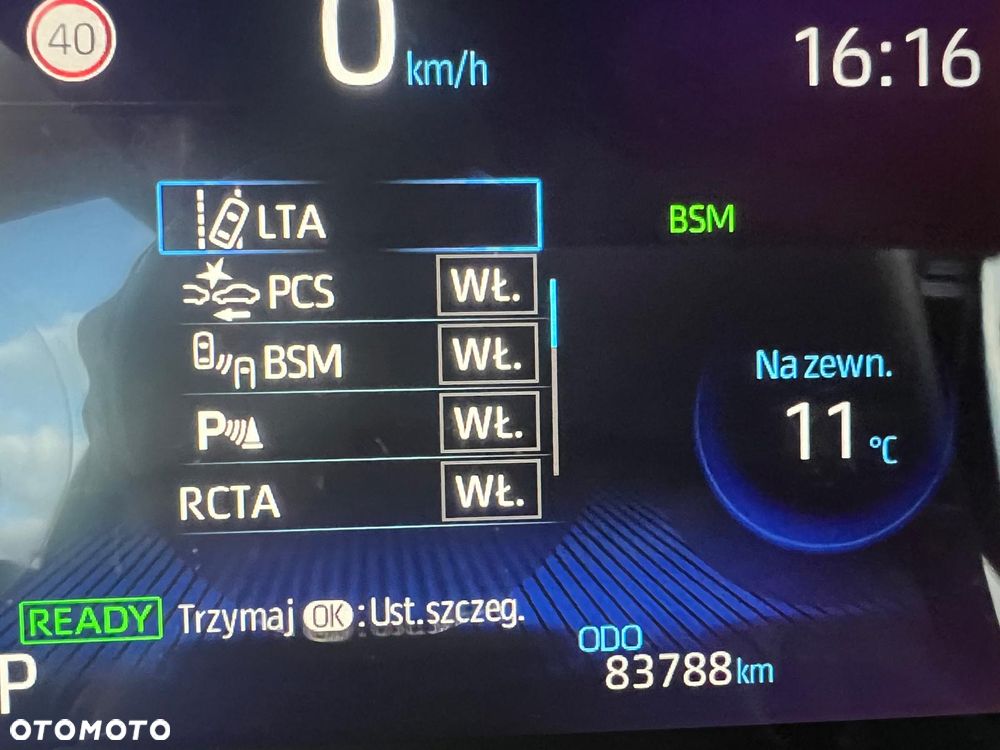 40
0 km/h
16:16
LTA
BSM
PCS WŁ.
BSM WŁ.
P WŁ.
RCTA WŁ.
Na zewn.
11 °C
READY Trzymaj OK : Ust. szczeg.
ODO
83788 km
P
OTOMOTO